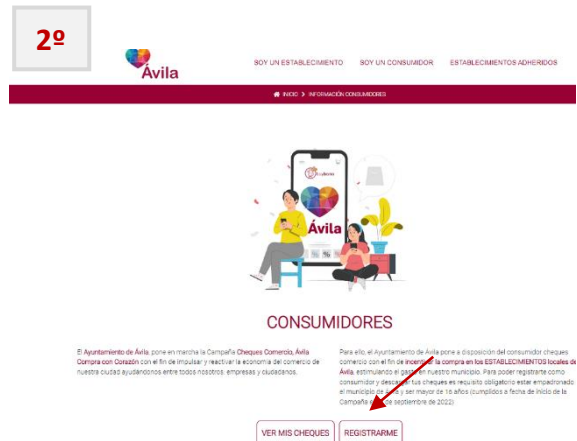 2º
Ávila
SOY UN ESTABLECIMIENTO SOY UN CONSUMIDOR ESTABLECIMIENTOS ADHERIDOS
INICIO > INFORMACIÓN CONSUMIDORES
Ávila
CONSUMIDORES
El Ayuntamiento de Ávila, pone en marcha la Campaña Cheques Comercio, Ávila
Compra con Corazón con el fin de impulsar y reactivar la economía del comercio de
nuestra ciudad ayudándonos entre todos nosotros: empresas y ciudadanos.
Para ello, el Ayuntamiento de Ávila pone a disposición del consumidor cheques
comercio con el fin de incentivar la compra en los ESTABLECIMIENTOS locales de
Ávila, estimulando el gasto en nuestro municipio. Para poder registrarte como
consumidor y descargar tus cheques es requisito obligatorio estar empadronado
el municipio de Ávila y ser mayor de 16 años (cumplidos a fecha de inicio de la
Campaña de septiembre de 2022)
VER MIS CHEQUES REGISTRARME